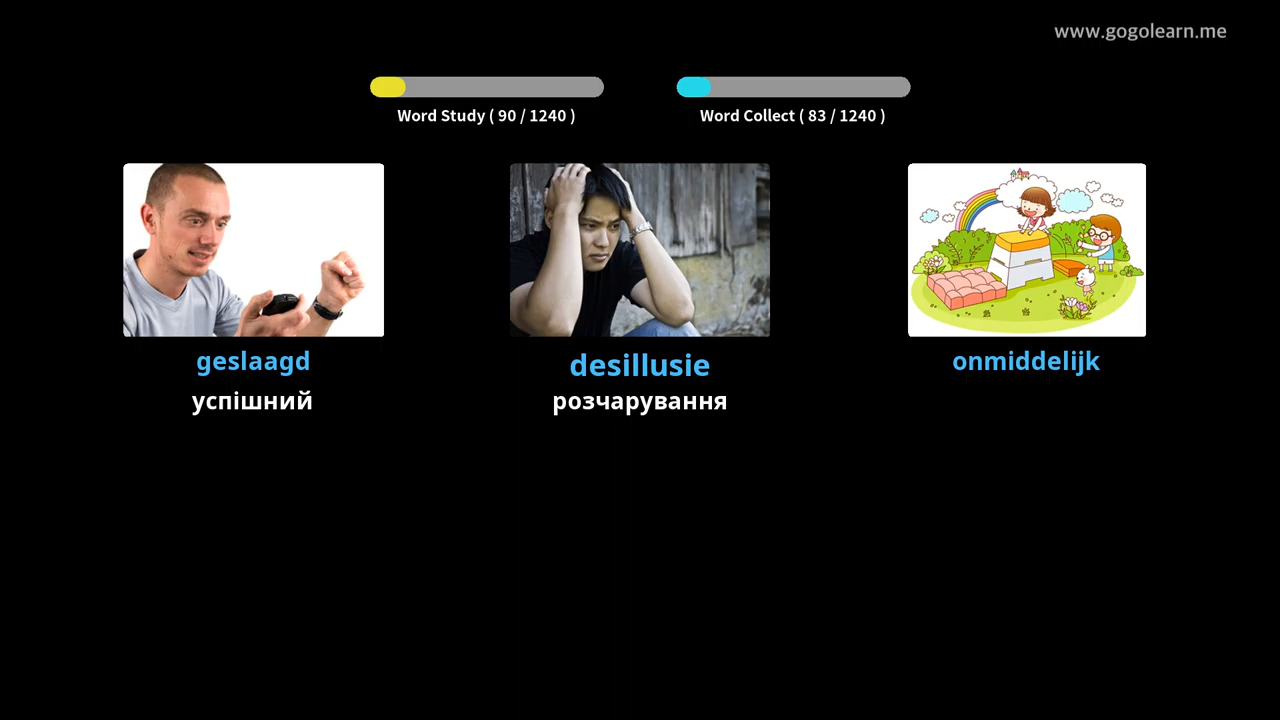 www.gogolearn.me
Word Study ( 90 / 1240 )
Word Collect ( 83 / 1240 )
geslaagd
успішний
desillusie
розчарування
onmiddelijk